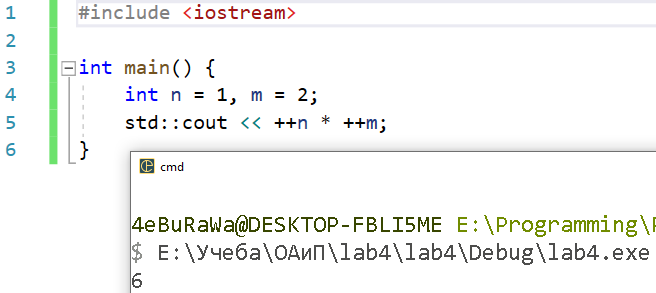 1 #include <iostream>
2
3 int main() {
4 int n = 1, m = 2;
5 std::cout << ++n * ++m;
6 }
cmd
4eBuRaWa@DESKTOP-FBLI5ME E:\Programming\
$ E:\Учеба\ОАиП\lab4\lab4\Debug\lab4.exe
6